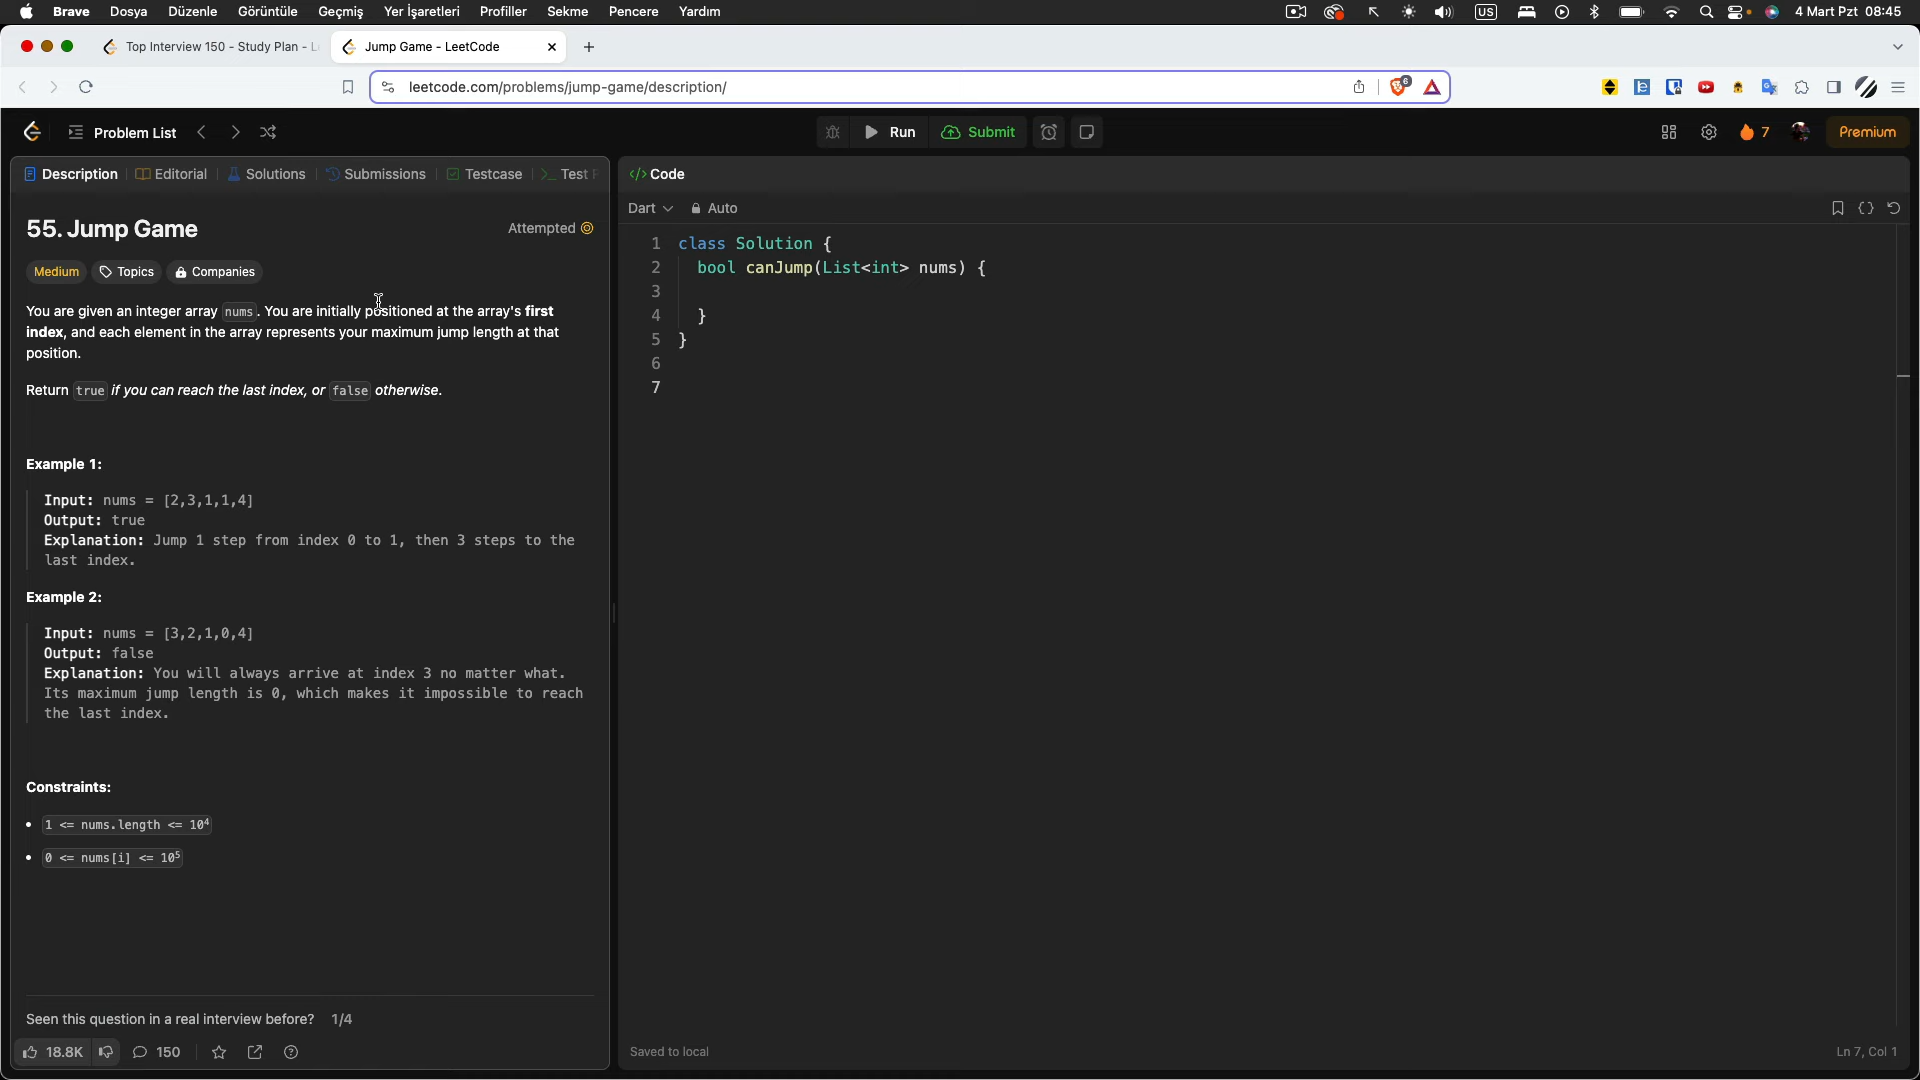 Brave Dosya Düzenle Görüntüle Geçmiş Yer İşaretleri Profiller Sekme Pencere Yardım US 4 Mart Pzt 08:45
Top Interview 150 - Study Plan - L
Jump Game - LeetCode
leetcode.com/problems/jump-game/description/
6
Problem List
Run
Submit
7
Premium
Description
Editorial
Solutions
Submissions
Testcase
Test
55. Jump Game
Attempted
Medium
Topics
Companies
You are given an integer array nums. You are initially positioned at the array's first
index, and each element in the array represents your maximum jump length at that
position.
Return true if you can reach the last index, or false otherwise.
Example 1:
Input: nums = [2,3,1,1,4]
Output: true
Explanation: Jump 1 step from index 0 to 1, then 3 steps to the
last index.
Example 2:
Input: nums = [3,2,1,0,4]
Output: false
Explanation: You will always arrive at index 3 no matter what.
Its maximum jump length is 0, which makes it impossible to reach
the last index.
Constraints:
• 1 <= nums.length <= 10⁴
• 0 <= nums[i] <= 10⁵
Seen this question in a real interview before? 1/4
18.8K
150
</> Code
Dart
Auto
1 class Solution {
2 bool canJump(List<int> nums) {
3
4 }
5 }
6
7
Saved to local
Ln 7, Col 1